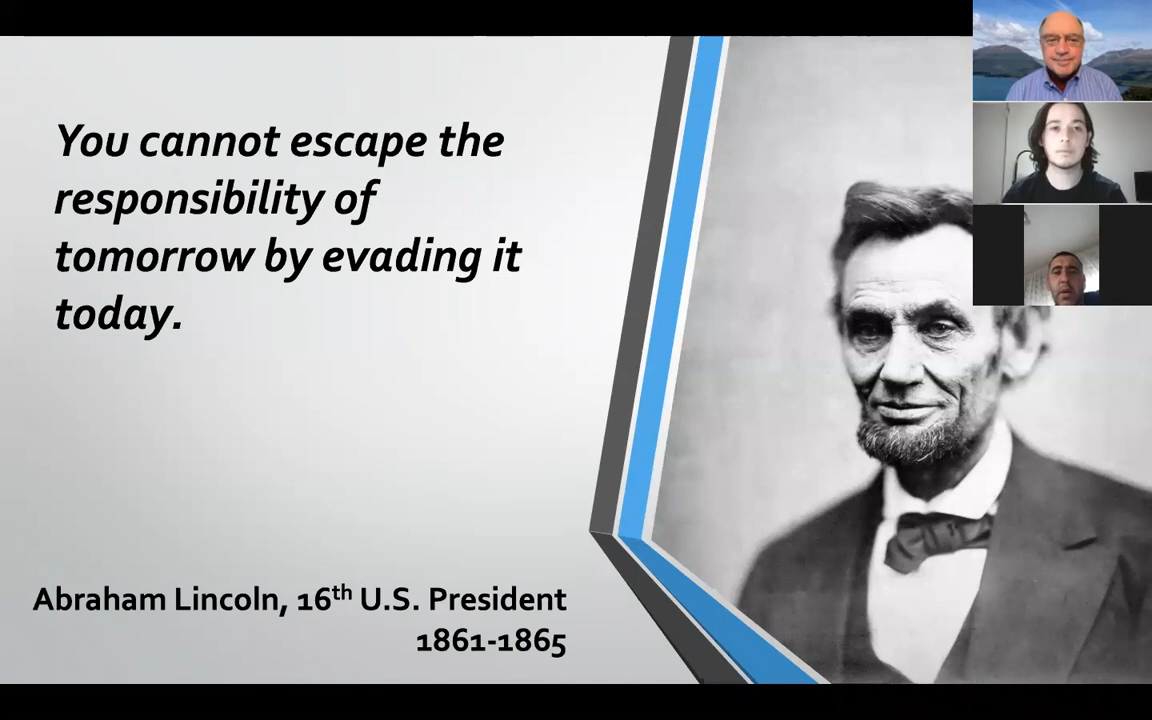 You cannot escape the
responsibility of
tomorrow by evading it
today.
Abraham Lincoln, 16th U.S. President
1861-1865